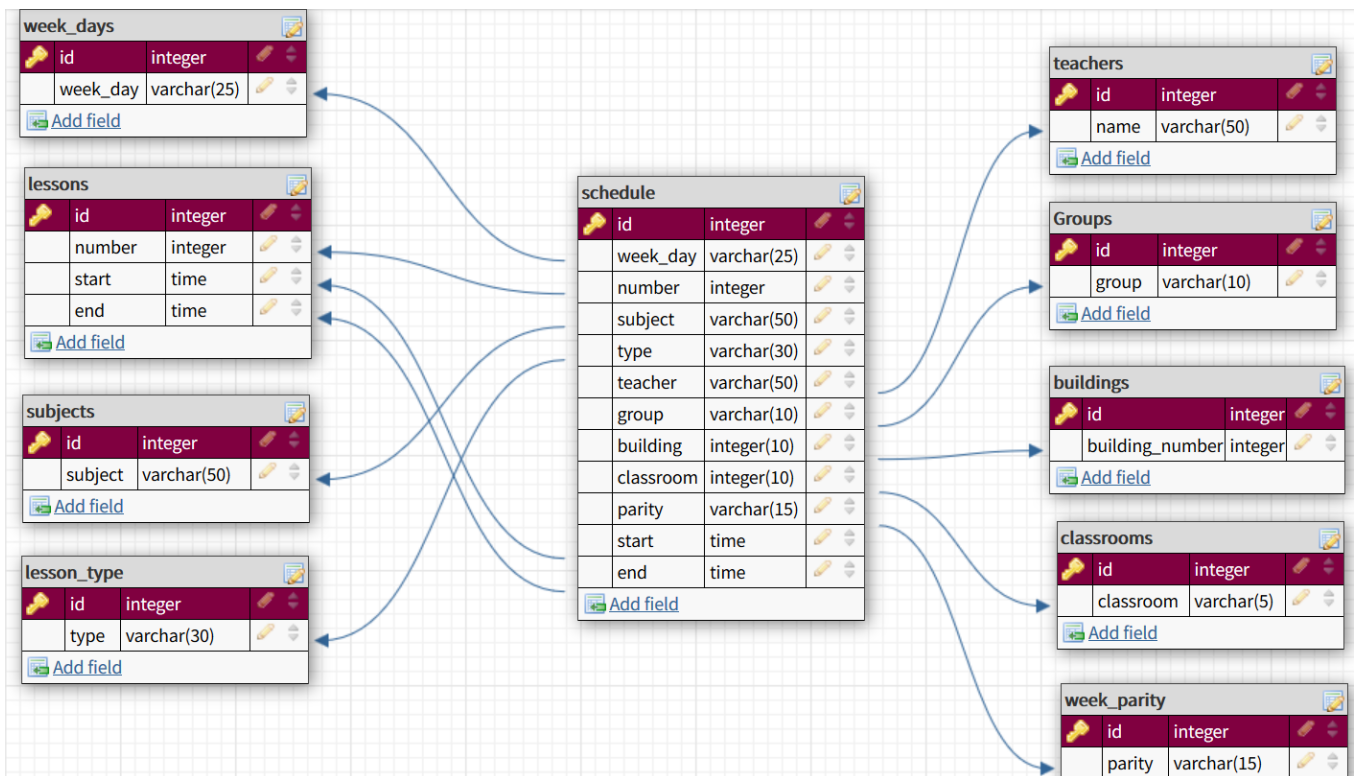 week_days
id integer
week_day varchar(25)
Add field
lessons
id integer
number integer
start time
end time
Add field
subjects
id integer
subject varchar(50)
Add field
lesson_type
id integer
type varchar(30)
Add field
schedule
id integer
week_day varchar(25)
number integer
subject varchar(50)
type varchar(30)
teacher varchar(50)
group varchar(10)
building integer(10)
classroom integer(10)
parity varchar(15)
start time
end time
Add field
teachers
id integer
name varchar(50)
Add field
Groups
id integer
group varchar(10)
Add field
buildings
id integer
building_number integer
Add field
classrooms
id integer
classroom varchar(5)
Add field
week_parity
id integer
parity varchar(15)